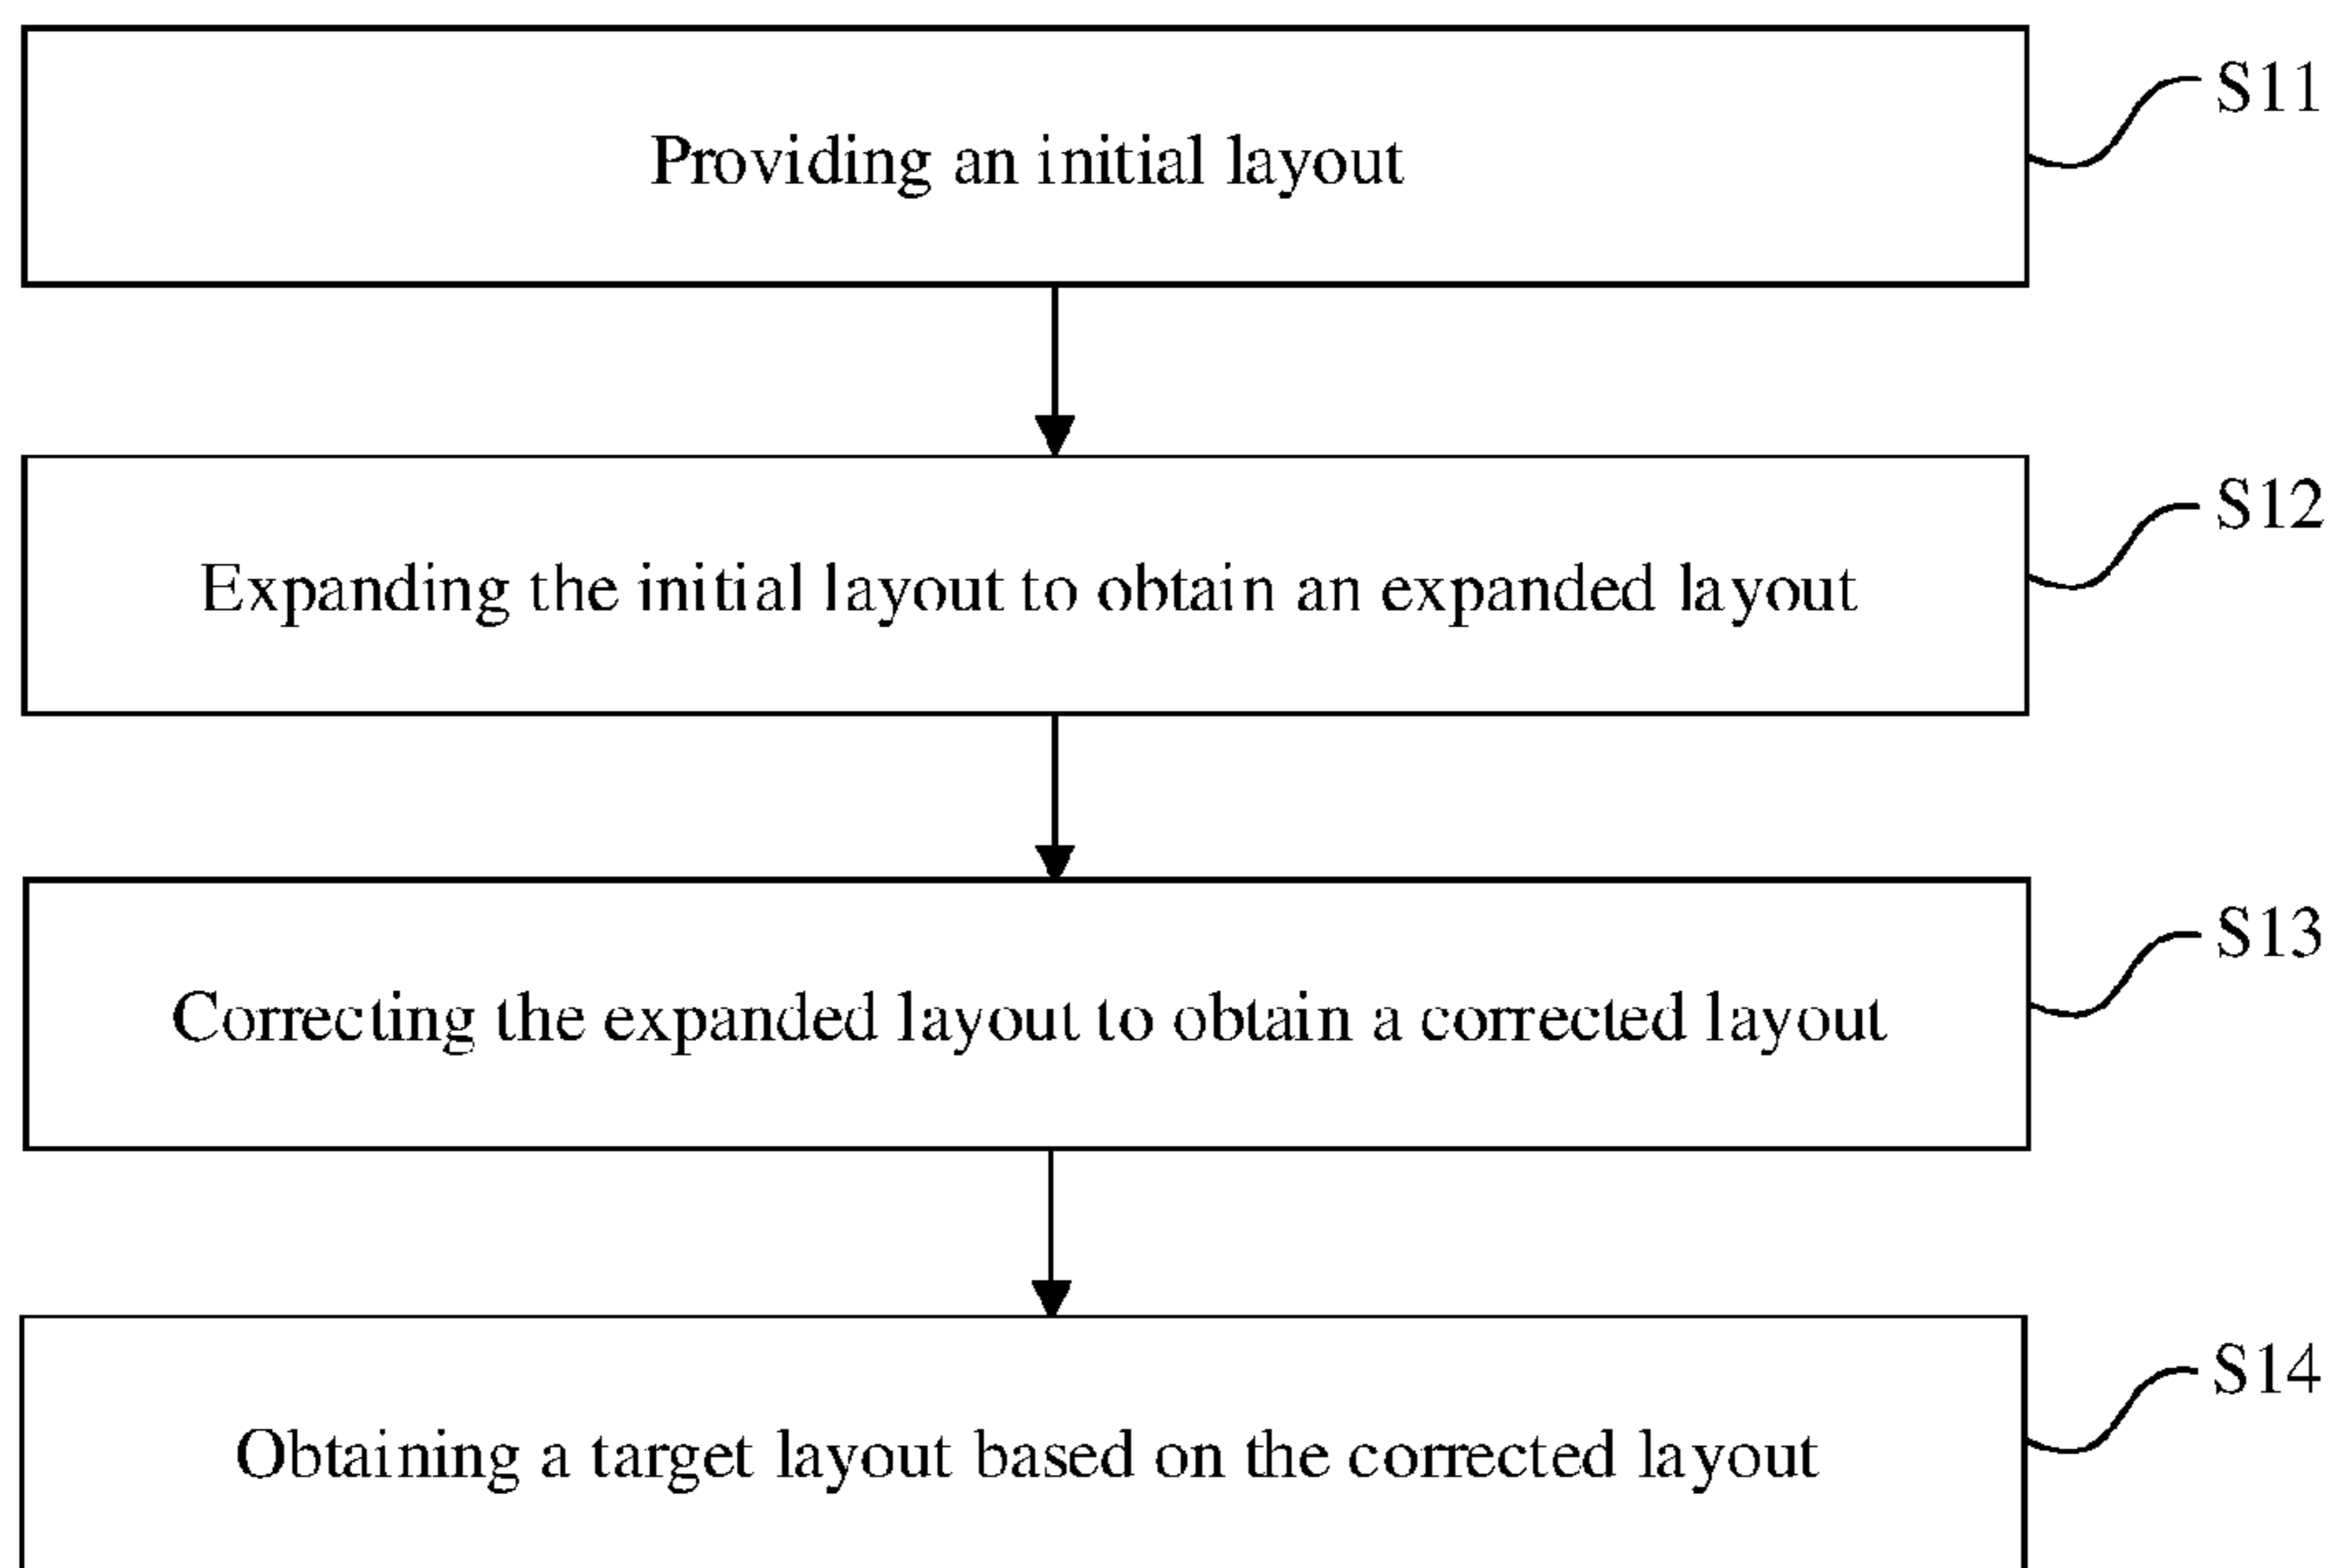 Providing an initial layout
S11
Expanding the initial layout to obtain an expanded layout
S12
Correcting the expanded layout to obtain a corrected layout
S13
Obtaining a target layout based on the corrected layout
S14